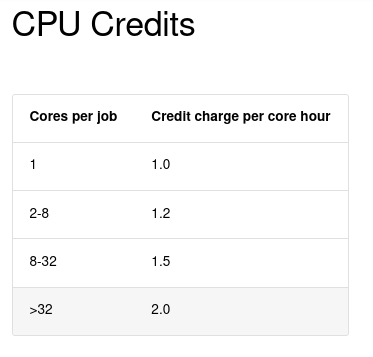 CPU Credits
Cores per job Credit charge per core hour
1 1.0
2-8 1.2
8-32 1.5
>32 2.0